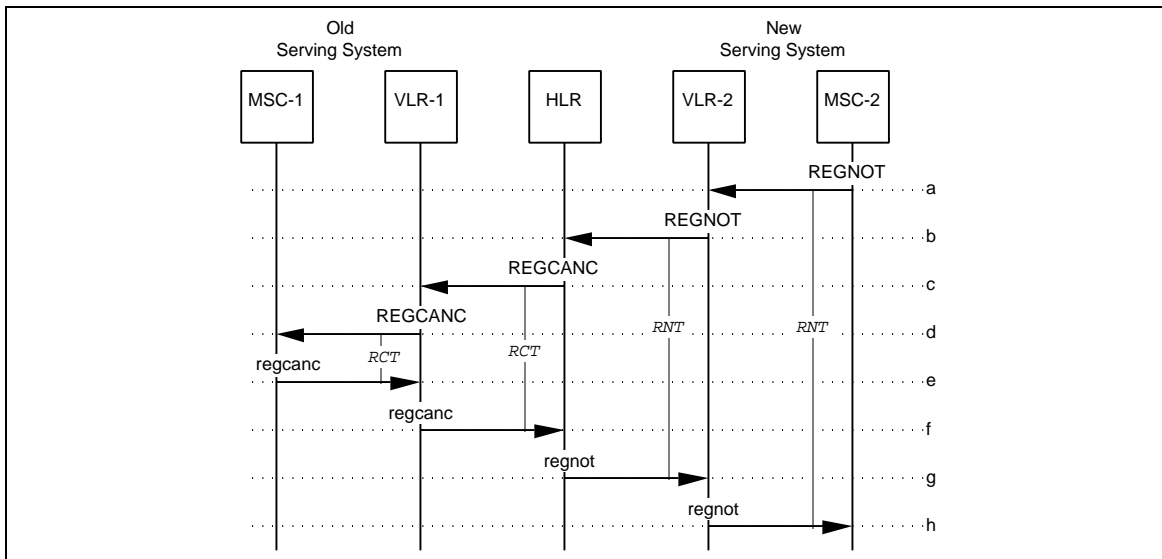 Old
Serving System
New
Serving System
MSC-1
VLR-1
HLR
VLR-2
MSC-2
REGNOT
a
REGNOT
b
REGCANC
c
REGCANC
d
RCT
RCT
RNT
RNT
regcanc
e
regcanc
f
regnot
g
regnot
h